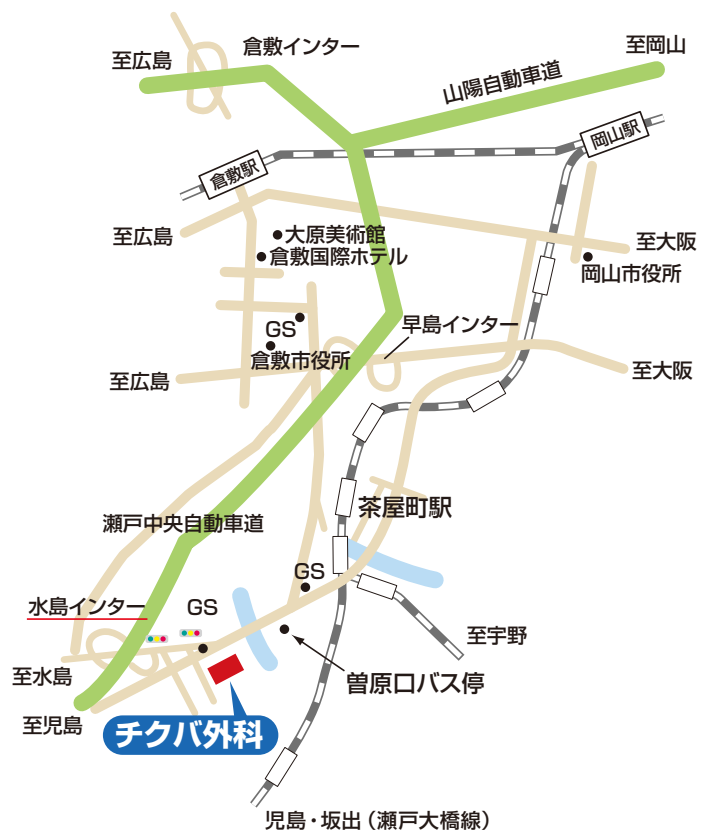 倉敷インター
至広島
至岡山
山陽自動車道
岡山駅
倉敷駅
至広島
大原美術館
倉敷国際ホテル
至大阪
岡山市役所
GS
早島インター
倉敷市役所
至広島
至大阪
茶屋町駅
瀬戸中央自動車道
GS
水島インター
GS
至宇野
至水島
曽原口バス停
至児島
チクバ外科
児島・坂出（瀬戸大橋線）